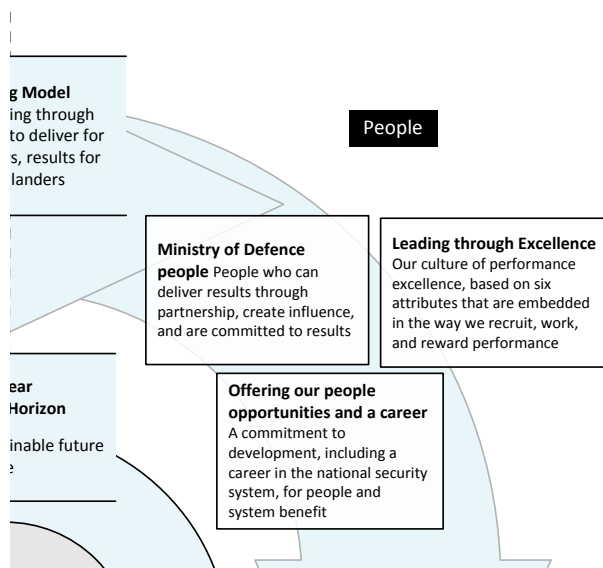 g Model
ing through
to deliver for
s, results for
landers
People
Ministry of Defence
people People who can
deliver results through
partnership, create influence,
and are committed to results
Leading through Excellence
Our culture of performance
excellence, based on six
attributes that are embedded
in the way we recruit, work,
and reward performance
ear
Horizon
inable future
e
Offering our people
opportunities and a career
A commitment to
development, including a
career in the national security
system, for people and
system benefit